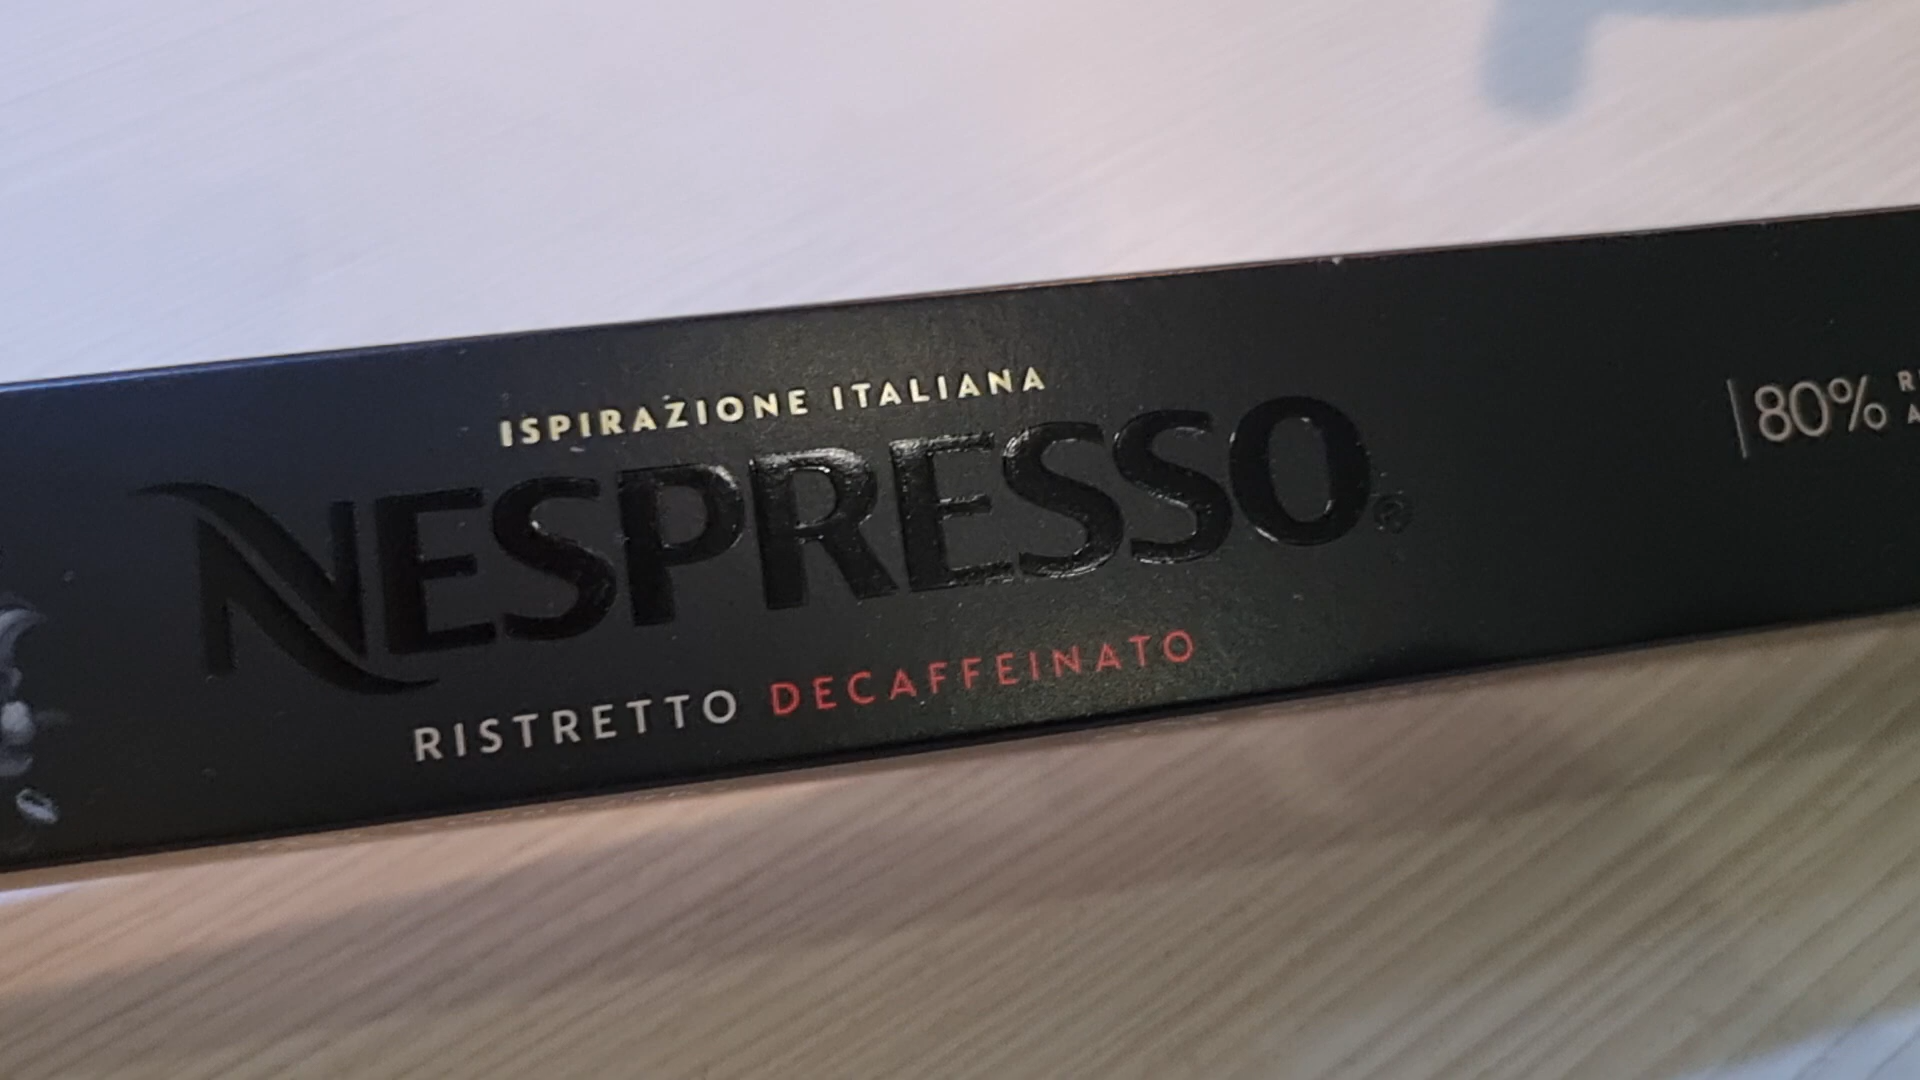 ISPIRAZIONE ITALIANA
NESPRESSO®
RISTRETTO DECAFFEINATO
80%